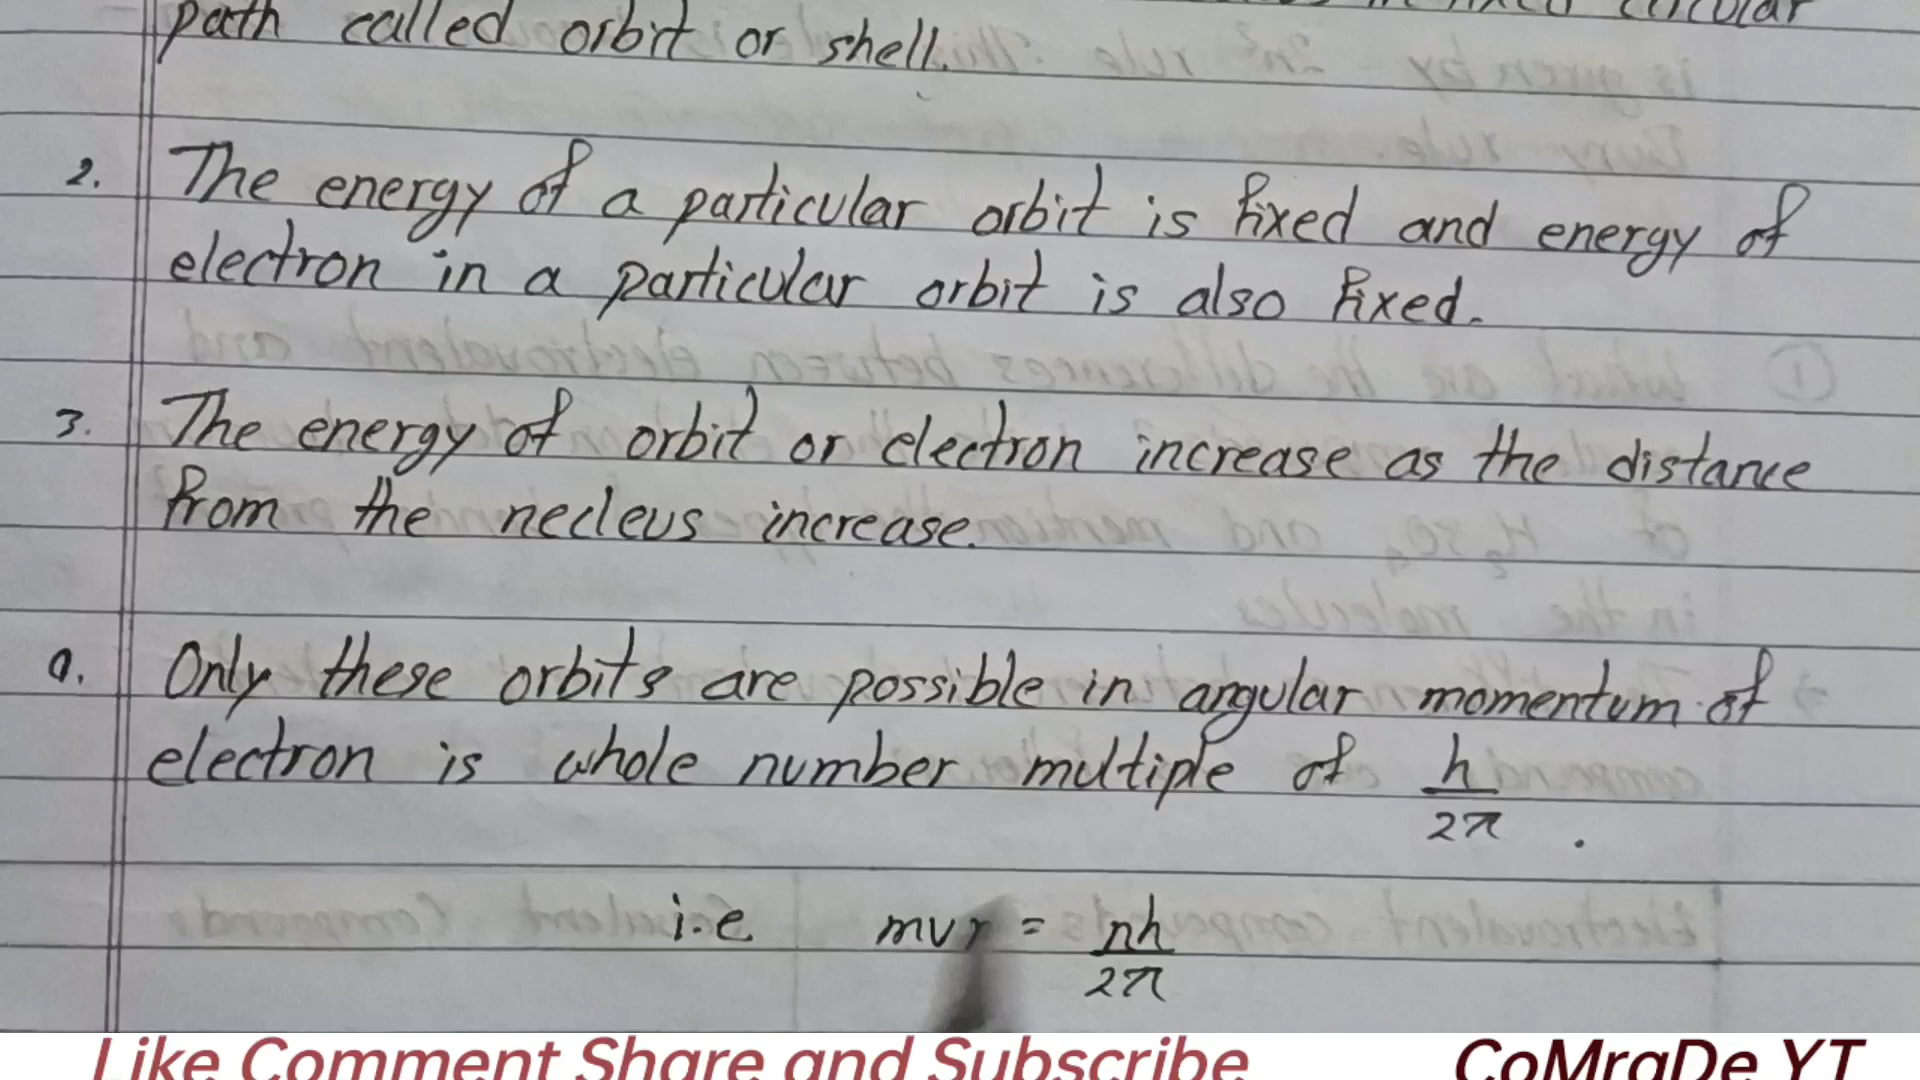 path called orbit or shell.
2. The energy of a particular orbit is fixed and energy of
electron in a particular orbit is also fixed.
3. The energy of orbit or electron increase as the distance
from the necleus increase.
Only these orbits are possible in angular momentum of
electron is whole number multiple of h/2π .
i.e mvr = nh/2π
Like Comment Share and Subscribe CoMraDe YT